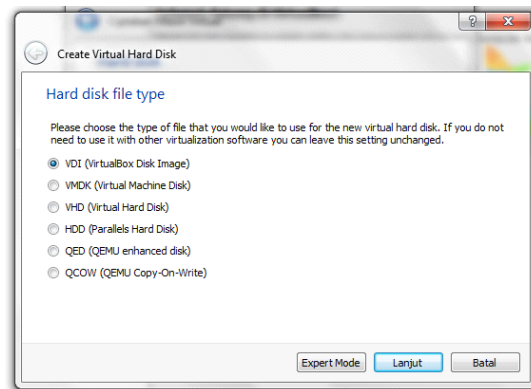 Create Virtual Hard Disk
Hard disk file type
Please choose the type of file that you would like to use for the new virtual hard disk. If you do not
need to use it with other virtualization software you can leave this setting unchanged.
VDI (VirtualBox Disk Image)
VMDK (Virtual Machine Disk)
VHD (Virtual Hard Disk)
HDD (Parallels Hard Disk)
QED (QEMU enhanced disk)
QCOW (QEMU Copy-On-Write)
Expert Mode
Lanjut
Batal